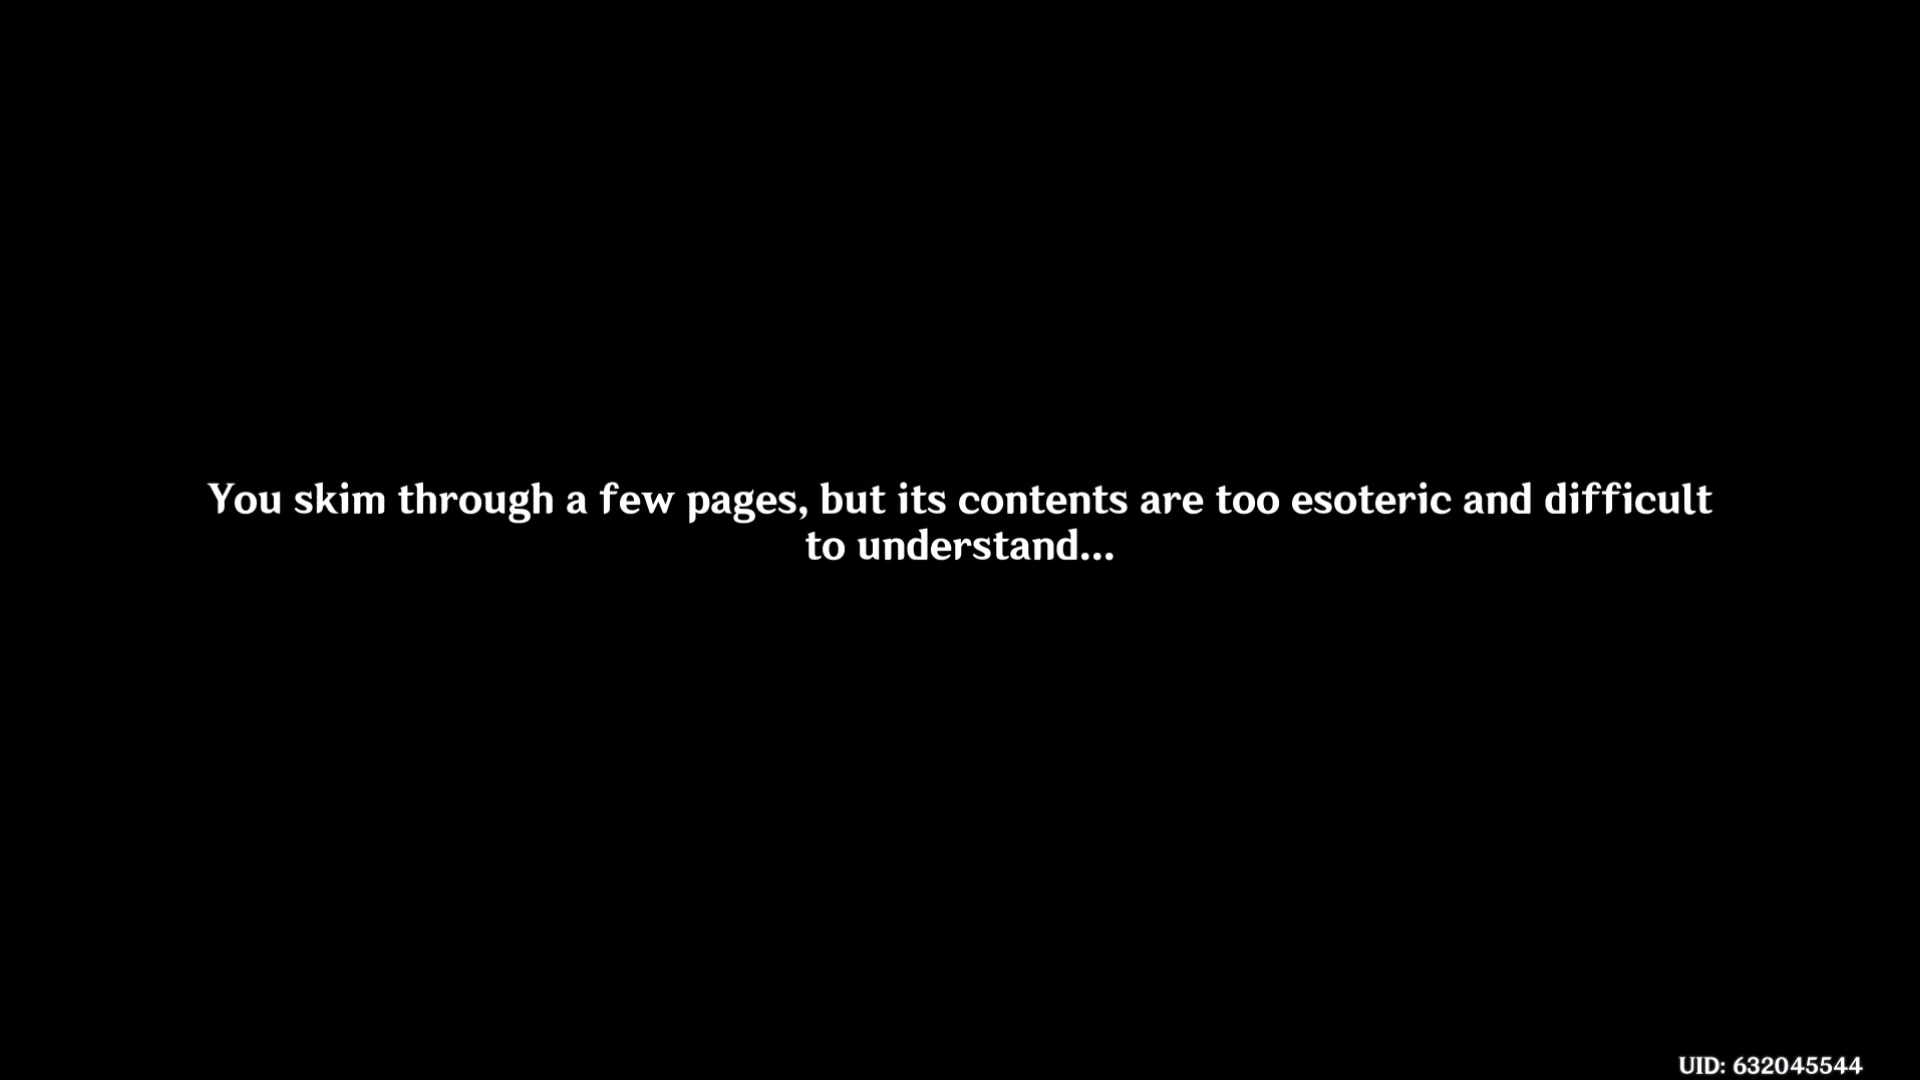 You skim through a few pages, but its contents are too esoteric and difficult
to understand...
UID: 632045544